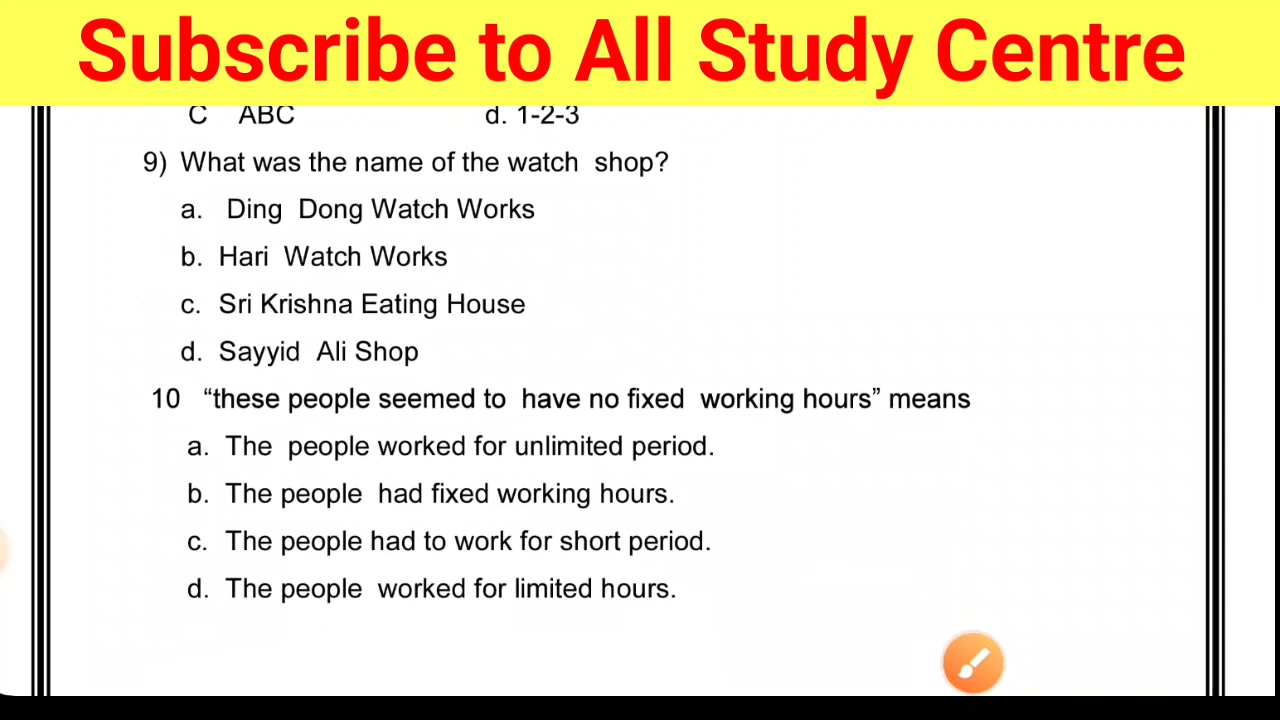 Subscribe to All Study Centre
C ABC d. 1-2-3
9) What was the name of the watch shop?
a. Ding Dong Watch Works
b. Hari Watch Works
c. Sri Krishna Eating House
d. Sayyid Ali Shop
10 “these people seemed to have no fixed working hours” means
a. The people worked for unlimited period.
b. The people had fixed working hours.
c. The people had to work for short period.
d. The people worked for limited hours.